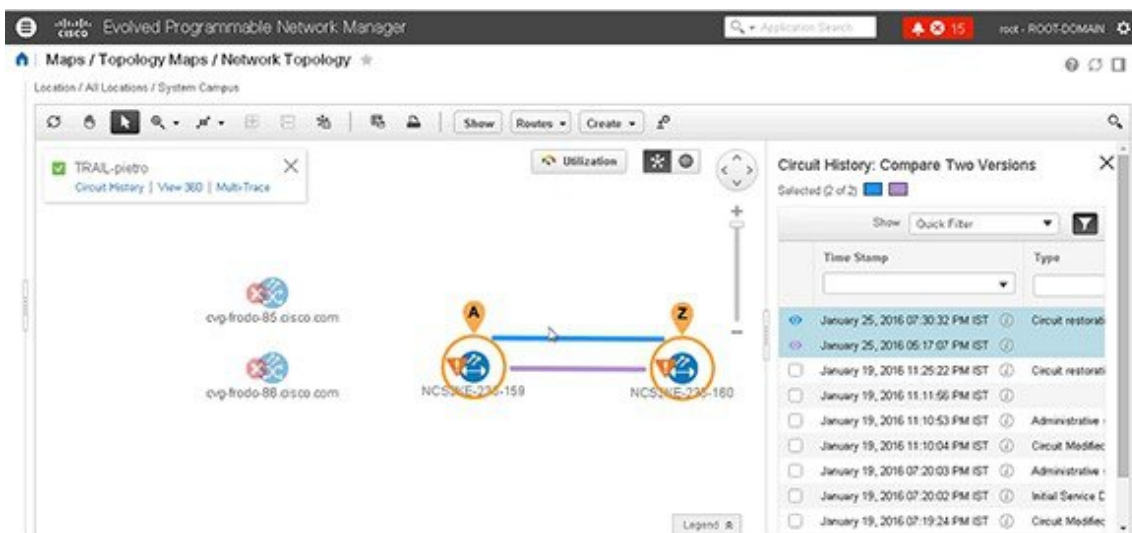 cisco Evolved Programmable Network Manager
Application Search
15
root - ROOT-DOMAIN
Maps / Topology Maps / Network Topology
Location / All Locations / System Campus
Show
Routes
Create
TRAIL-pietro
Circuit History | View 360 | Multi-Trace
Utilization
cvg-frodo-85.cisco.com
cvg-frodo-86.cisco.com
A
Z
Legend
Circuit History: Compare Two Versions
Selected (2 of 2)
Show Quick Filter
Time Stamp Type
January 25, 2016 07:30:32 PM IST Circuit restorati
January 25, 2016 05:17:07 PM IST
January 19, 2016 11:25:22 PM IST Circuit restorati
January 19, 2016 11:11:56 PM IST
January 19, 2016 11:10:53 PM IST Administrative
January 19, 2016 11:10:04 PM IST Circuit Modified
January 19, 2016 07:20:03 PM IST Administrative
January 19, 2016 07:20:02 PM IST Initial Service D
January 19, 2016 07:19:24 PM IST Circuit Modified